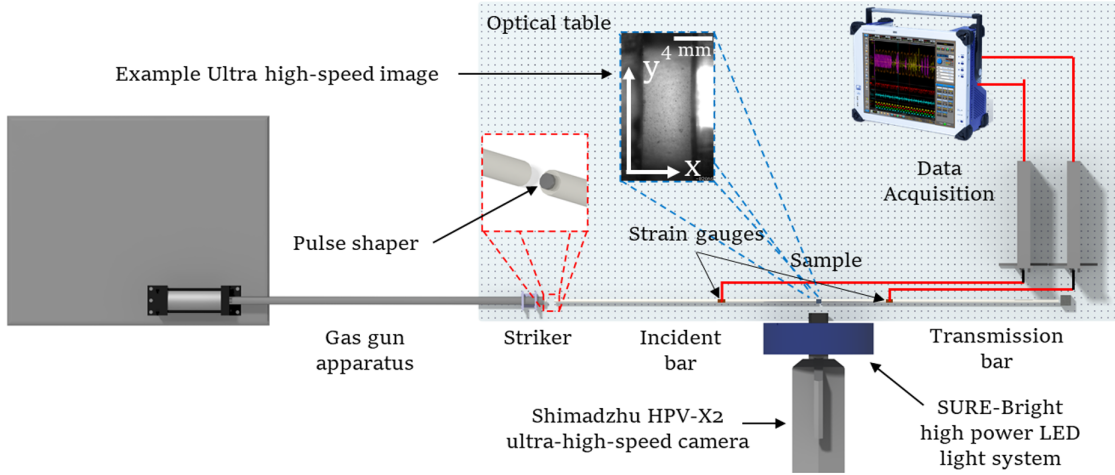 Optical table
4 mm
y
x
Example Ultra high-speed image
Data
Acquisition
Pulse shaper
Strain gauges
Sample
Gas gun
apparatus
Striker
Incident
bar
Transmission
bar
Shimadzhu HPV-X2
ultra-high-speed camera
SURE-Bright
high power LED
light system